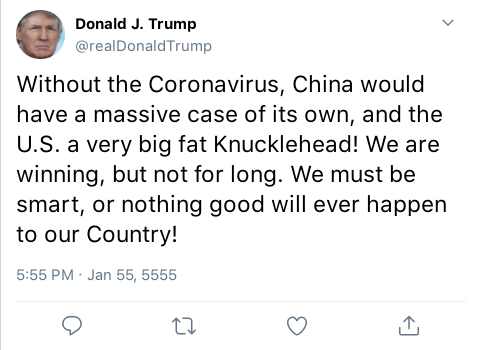 Donald J. Trump
@realDonaldTrump
Without the Coronavirus, China would
have a massive case of its own, and the
U.S. a very big fat Knucklehead! We are
winning, but not for long. We must be
smart, or nothing good will ever happen
to our Country!
5:55 PM · Jan 55, 5555